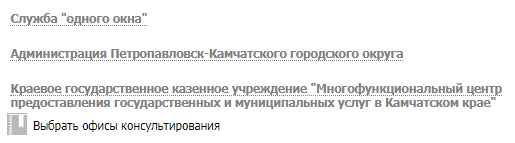 Служба "одного окна"
Администрация Петропавловск-Камчатского городского округа
Краевое государственное казенное учреждение "Многофункциональный центр
предоставления государственных и муниципальных услуг в Камчатском крае"
Выбрать офисы консультирования